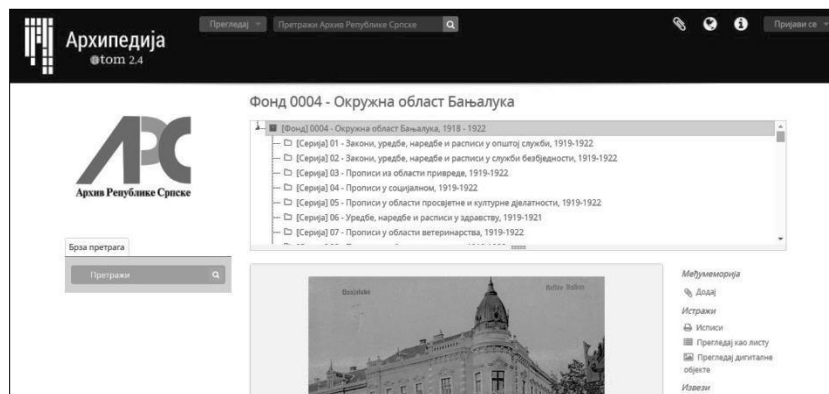 Архипедија
@tom 2.4
Прегледај
Претражи Архив Републике Српске
Пријави се
Архив Републике Српске
Брза претрага
Претражи
Фонд 0004 - Окружна област Бањалука
[Фонд] 0004 - Окружна област Бањалука, 1918 - 1922
[Серија] 01 - Закони, уредбе, наредбе и расписи у општој служби, 1919-1922
[Серија] 02 - Закони, уредбе, наредбе и расписи у служби безбједности, 1919-1922
[Серија] 03 - Прописи из области привреде, 1919-1922
[Серија] 04 - Прописи у социјалном, 1919-1922
[Серија] 05 - Прописи у области просвјетне и културне дјелатности, 1919-1922
[Серија] 06 - Уредбе, наредбе и расписи у здравству, 1919-1921
[Серија] 07 - Прописи у области ветеринарства, 1919-1922
Међумеморија
Додај
Истражи
Исписи
Прегледај као листу
Прегледај дигиталне
објекте
Извези